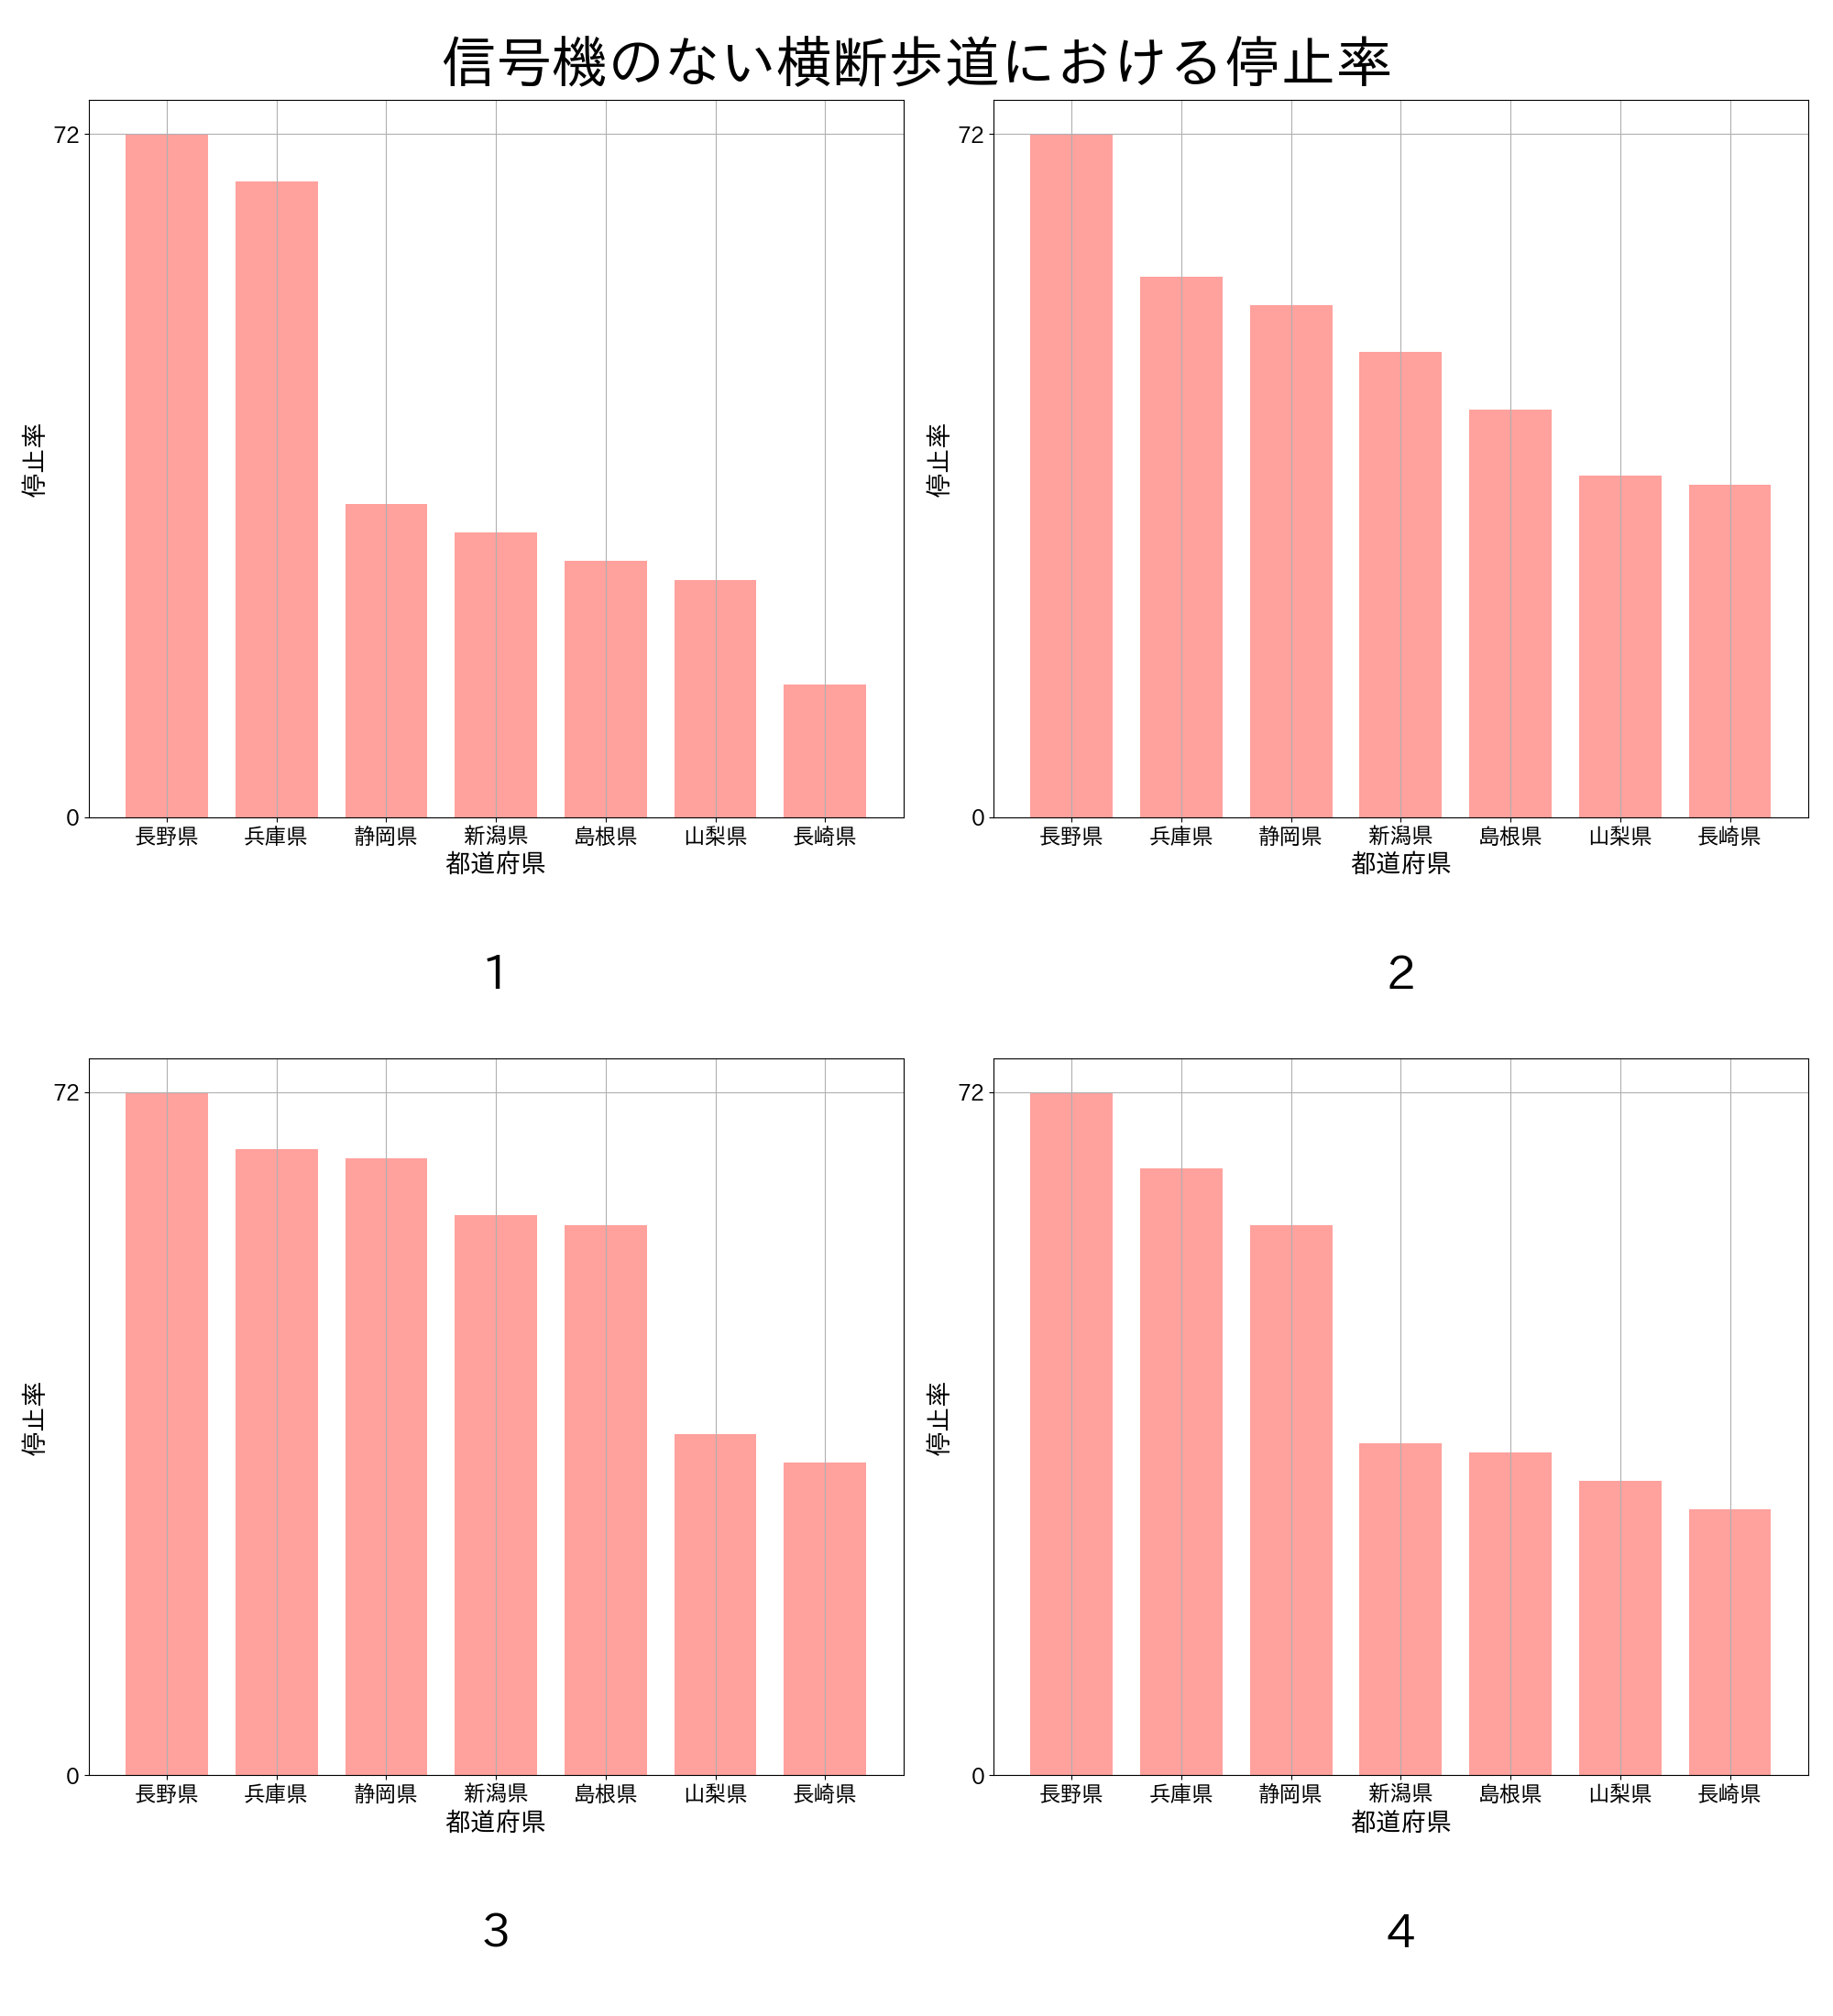 信号機のない横断歩道における停止率
72
0
停止率
長野県 兵庫県 静岡県 新潟県 島根県 山梨県 長崎県
都道府県
1
72
0
停止率
長野県 兵庫県 静岡県 新潟県 島根県 山梨県 長崎県
都道府県
2
72
0
停止率
長野県 兵庫県 静岡県 新潟県 島根県 山梨県 長崎県
都道府県
3
72
0
停止率
長野県 兵庫県 静岡県 新潟県 島根県 山梨県 長崎県
都道府県
4